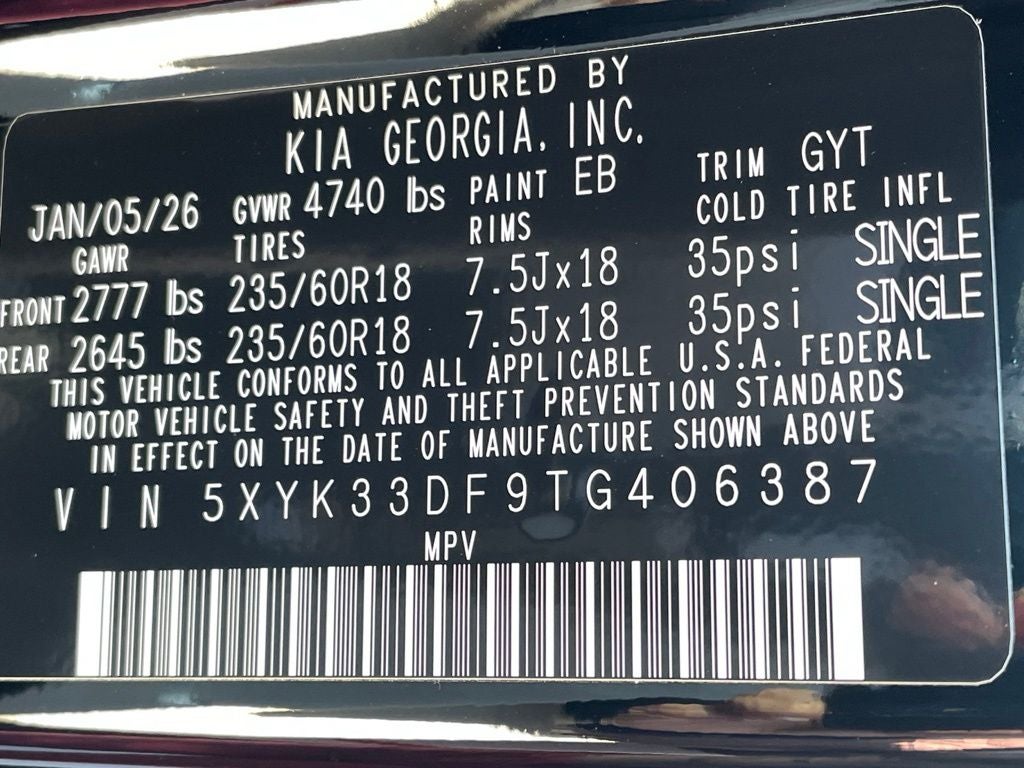 MANUFACTURED BY
KIA GEORGIA, INC.
JAN/05/26 GVWR 4740 lbs PAINT EB TRIM GYT
GAWR TIRES RIMS COLD TIRE INFL
FRONT 2777 lbs 235/60R18 7.5Jx18 35psi SINGLE
REAR 2645 lbs 235/60R18 7.5Jx18 35psi SINGLE
THIS VEHICLE CONFORMS TO ALL APPLICABLE U.S.A. FEDERAL
MOTOR VEHICLE SAFETY AND THEFT PREVENTION STANDARDS
IN EFFECT ON THE DATE OF MANUFACTURE SHOWN ABOVE
VIN 5XYK33DF9TG406387
MPV